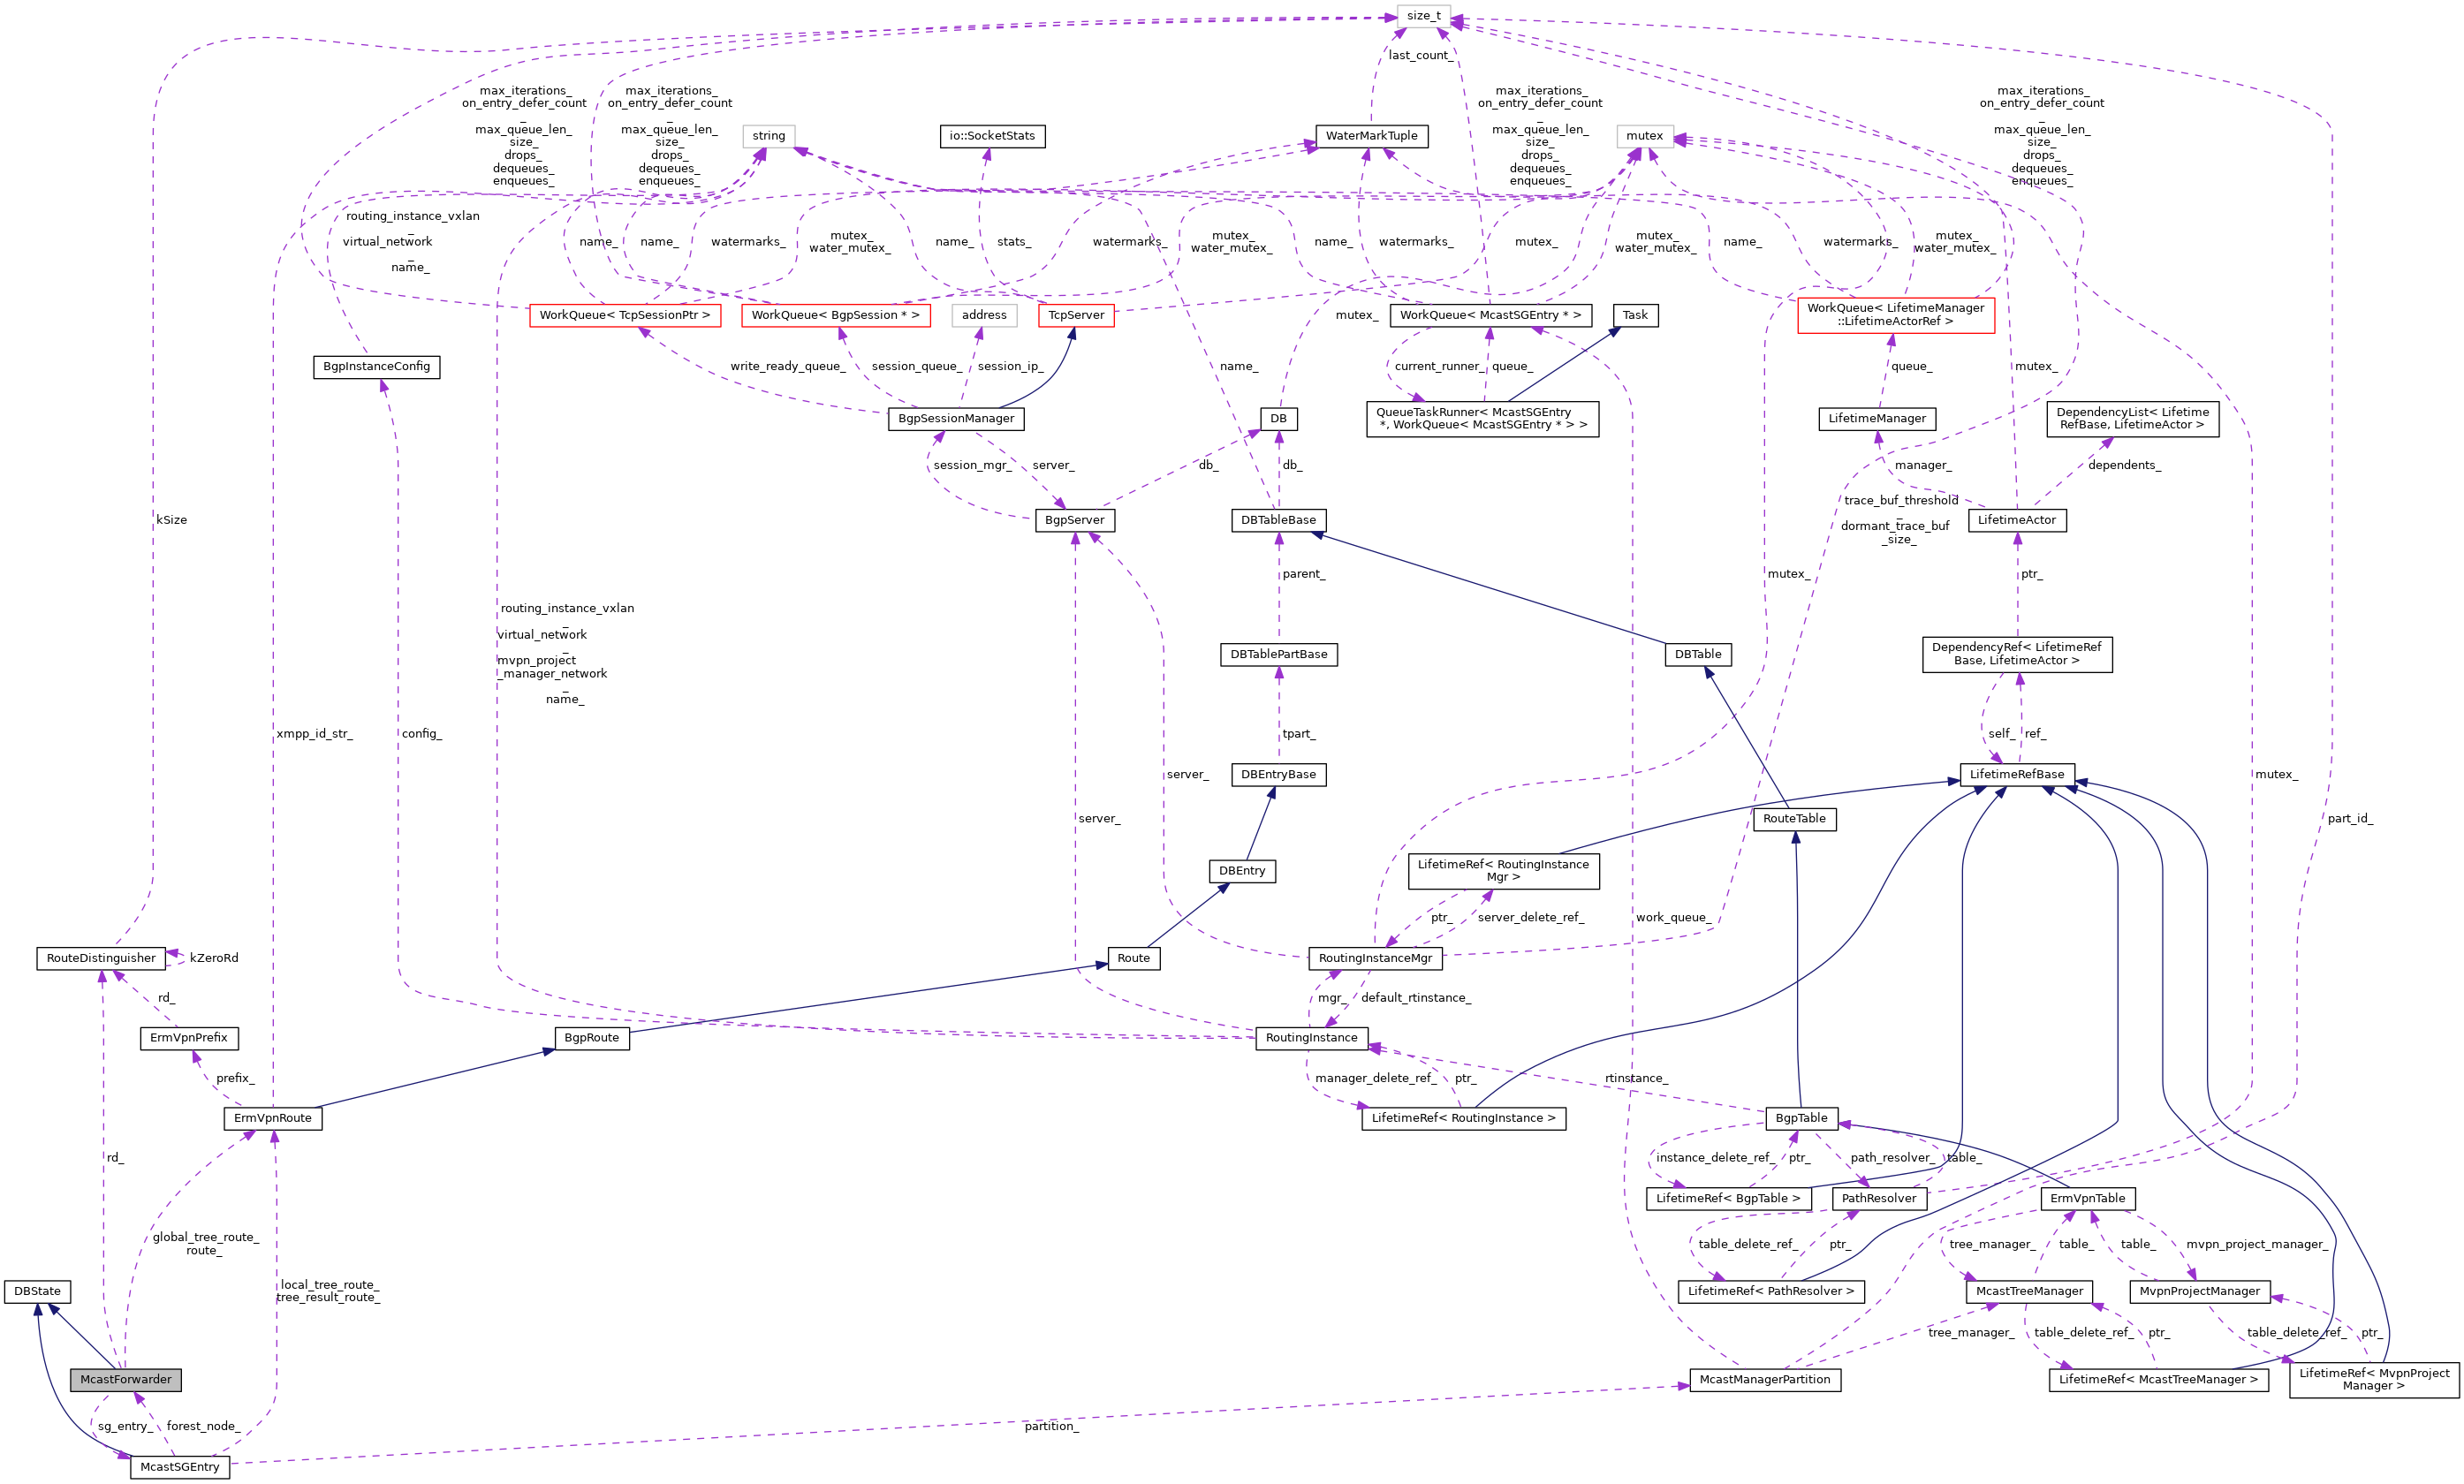 size_t
last_count_
max_iterations_
on_entry_defer_count
_
max_queue_len_
size_
drops_
dequeues_
enqueues_
max_iterations_
on_entry_defer_count
_
max_queue_len_
size_
drops_
dequeues_
enqueues_
max_iterations_
on_entry_defer_count
_
max_queue_len_
size_
drops_
dequeues_
enqueues_
max_iterations_
on_entry_defer_count
_
max_queue_len_
size_
drops_
dequeues_
enqueues_
string
io::SocketStats
WaterMarkTuple
mutex
routing_instance_vxlan
_
virtual_network
_
name_
name_
name_
watermarks_
mutex_
water_mutex_
name_
stats_
watermarks_
mutex_
water_mutex_
name_
watermarks_
mutex_
mutex_
water_mutex_
name_
watermarks_
mutex_
water_mutex_
WorkQueue< TcpSessionPtr >
WorkQueue< BgpSession * >
address
TcpServer
mutex_
WorkQueue< McastSGEntry * >
Task
WorkQueue< LifetimeManager
::LifetimeActorRef >
BgpInstanceConfig
write_ready_queue_
session_queue_
session_ip_
name_
current_runner_
queue_
queue_
mutex_
BgpSessionManager
DB
QueueTaskRunner< McastSGEntry
*, WorkQueue< McastSGEntry * > >
LifetimeManager
DependencyList< Lifetime
RefBase, LifetimeActor >
session_mgr_
server_
db_
db_
manager_
dependents_
kSize
BgpServer
DBTableBase
trace_buf_threshold
_
dormant_trace_buf
_size_
LifetimeActor
parent_
mutex_
ptr_
routing_instance_vxlan
_
virtual_network
_
mvpn_project
_manager_network
_
name_
DBTablePartBase
DBTable
DependencyRef< LifetimeRef
Base, LifetimeActor >
xmpp_id_str_
config_
tpart_
self_
ref_
server_
DBEntryBase
LifetimeRefBase
mutex_
server_
RouteTable
part_id_
DBEntry
LifetimeRef< RoutingInstance
Mgr >
ptr_
server_delete_ref_
work_queue_
RouteDistinguisher
kZeroRd
Route
RoutingInstanceMgr
rd_
mgr_
default_rtinstance_
ErmVpnPrefix
BgpRoute
RoutingInstance
prefix_
manager_delete_ref_
ptr_
rtinstance_
ErmVpnRoute
LifetimeRef< RoutingInstance >
BgpTable
rd_
instance_delete_ref_
ptr_
path_resolver_
table_
LifetimeRef< BgpTable >
PathResolver
ErmVpnTable
global_tree_route_
route_
table_delete_ref_
ptr_
tree_manager_
table_
table_
mvpn_project_manager_
DBState
local_tree_route_
tree_result_route_
LifetimeRef< PathResolver >
McastTreeManager
MvpnProjectManager
tree_manager_
table_delete_ref_
ptr_
table_delete_ref_
ptr_
McastForwarder
McastManagerPartition
LifetimeRef< McastTreeManager >
LifetimeRef< MvpnProject
Manager >
sg_entry_
forest_node_
partition_
McastSGEntry